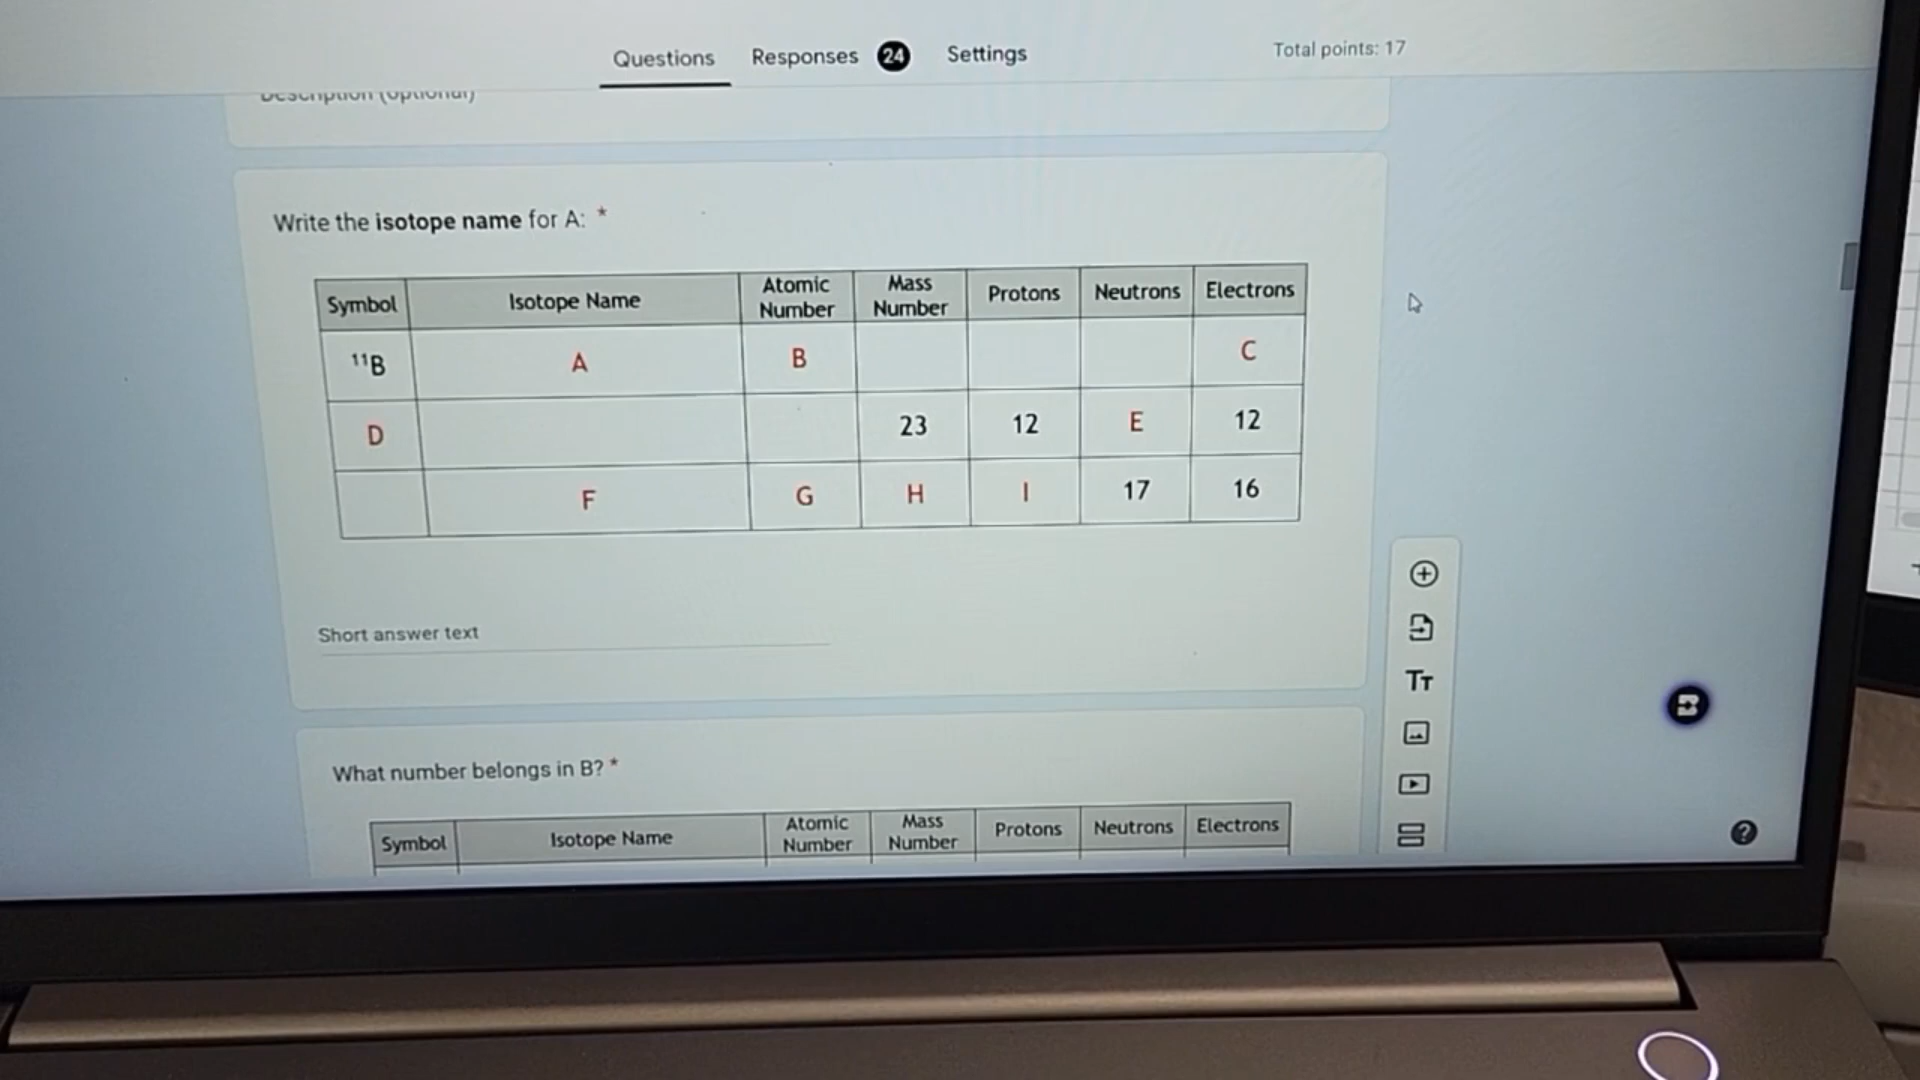 Questions Responses 24 Settings Total points: 17
Description (optional)
Write the isotope name for A: *
Symbol Isotope Name Atomic Number Mass Number Protons Neutrons Electrons
¹¹B A B C
D 23 12 E 12
F G H I 17 16
Short answer text
What number belongs in B? *
Symbol Isotope Name Atomic Number Mass Number Protons Neutrons Electrons